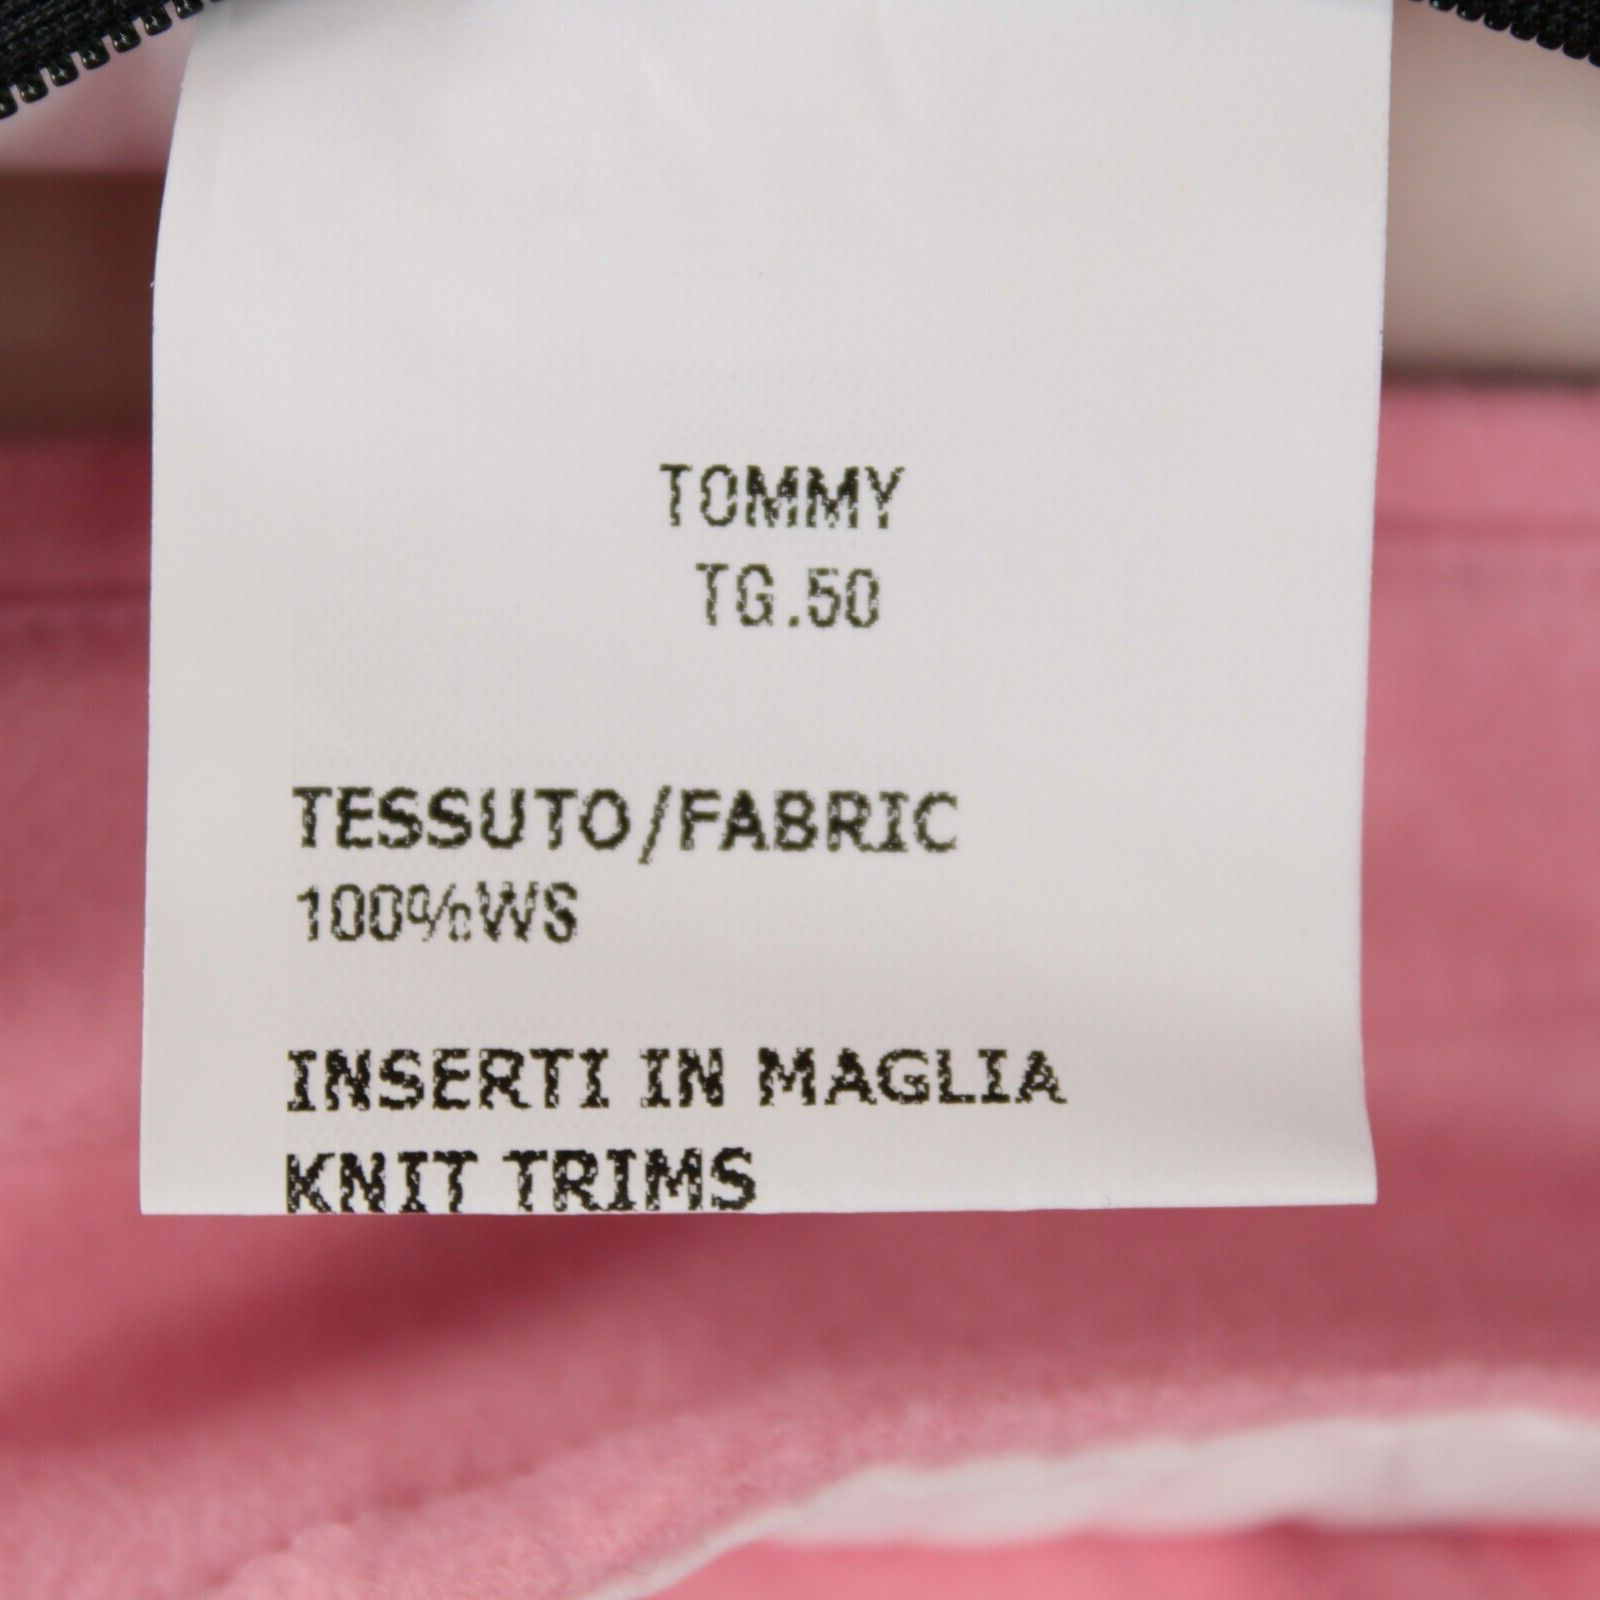 TOMMY
TG.50
TESSUTO/FABRIC
100%WS
INSERTI IN MAGLIA
KNIT TRIMS